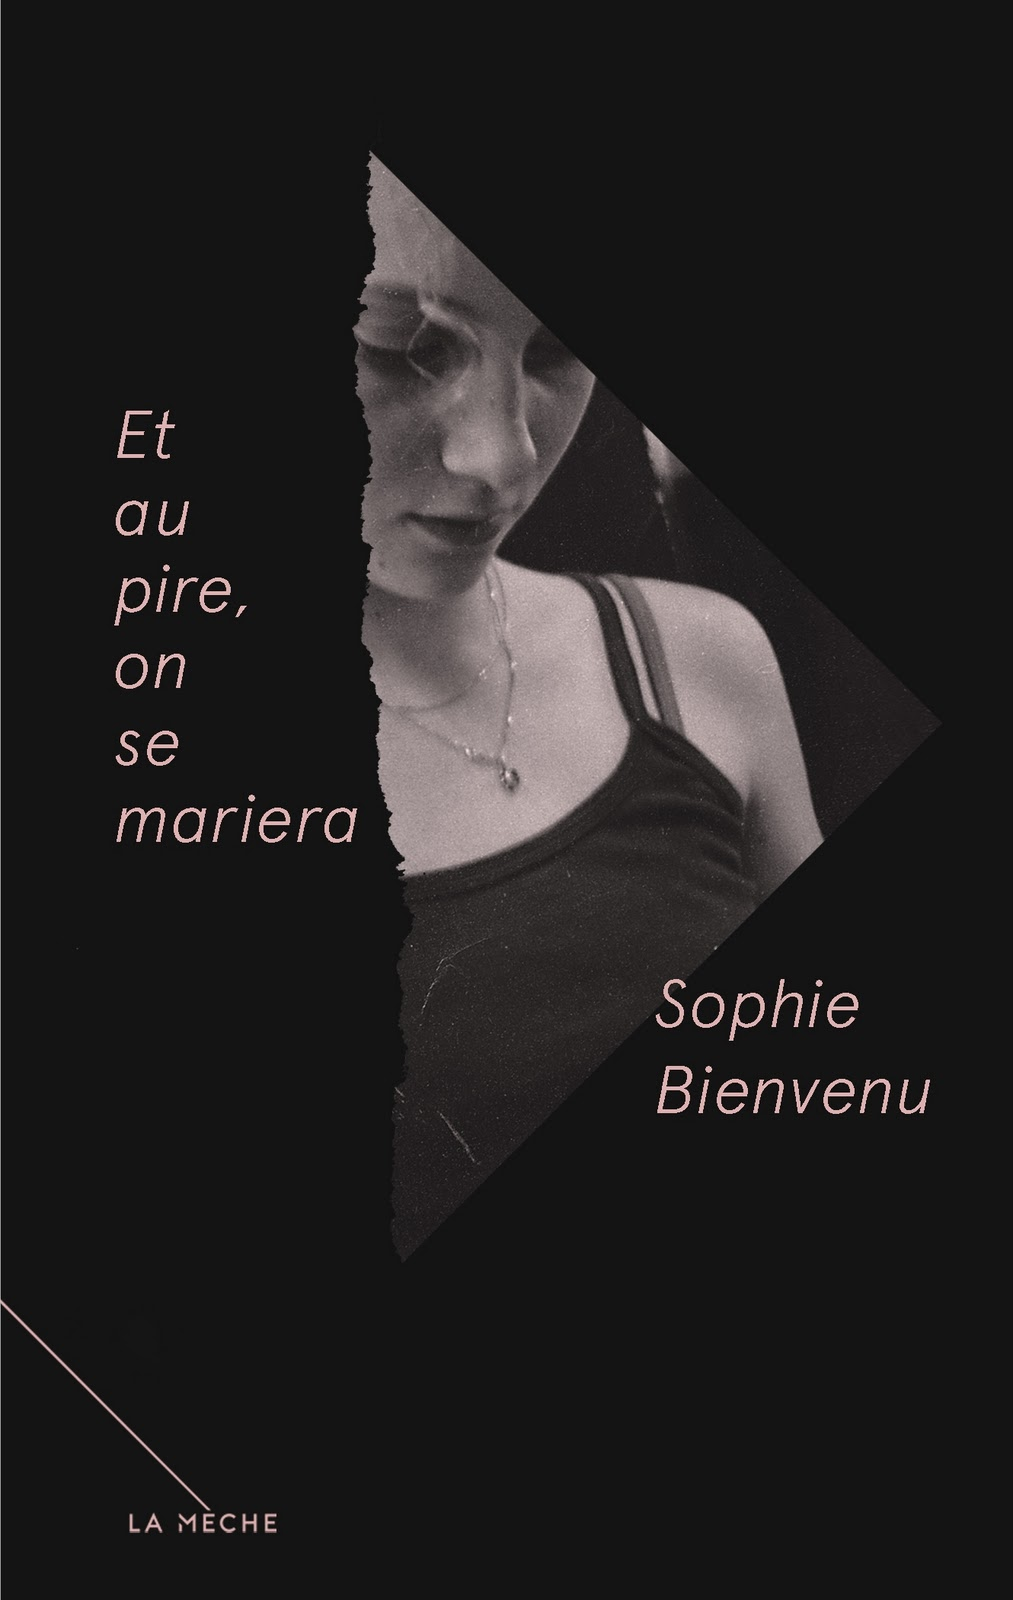 Et
au
pire,
on
se
mariera
Sophie
Bienvenu
LA MECHE